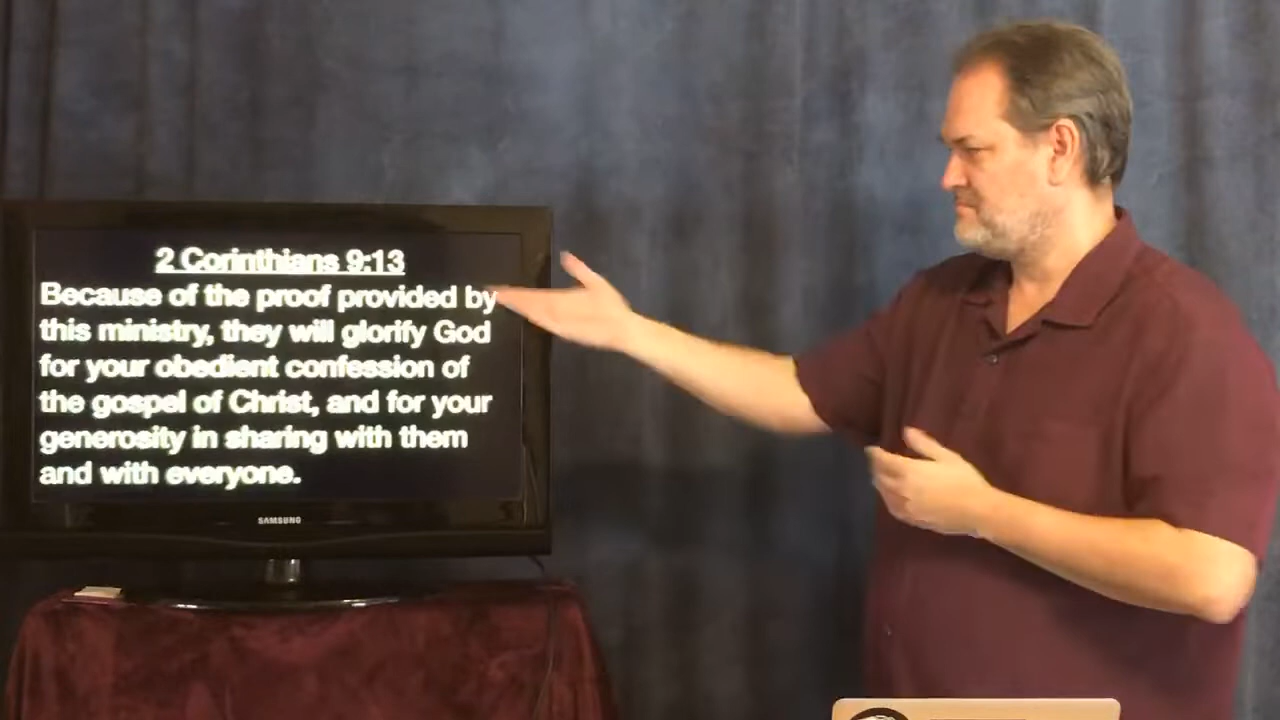 2 Corinthians 9:13
Because of the proof provided by
this ministry, they will glorify God
for your obedient confession of
the gospel of Christ, and for your
generosity in sharing with them
and with everyone.
SAMSUNG